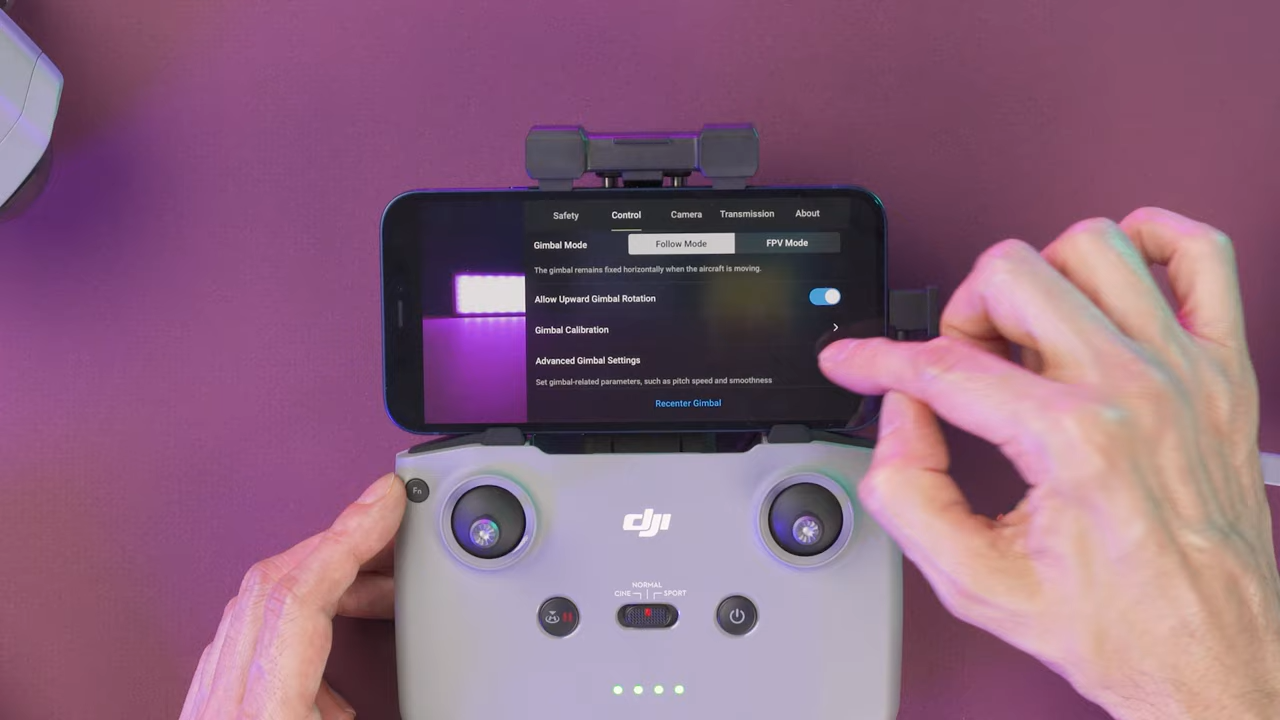 Safety Control Camera Transmission About
Gimbal Mode Follow Mode FPV Mode
The gimbal remains fixed horizontally when the aircraft is moving.
Allow Upward Gimbal Rotation
Gimbal Calibration
Advanced Gimbal Settings
Set gimbal-related parameters, such as pitch speed and smoothness
Recenter Gimbal
Fn
dji
NORMAL
CINE SPORT